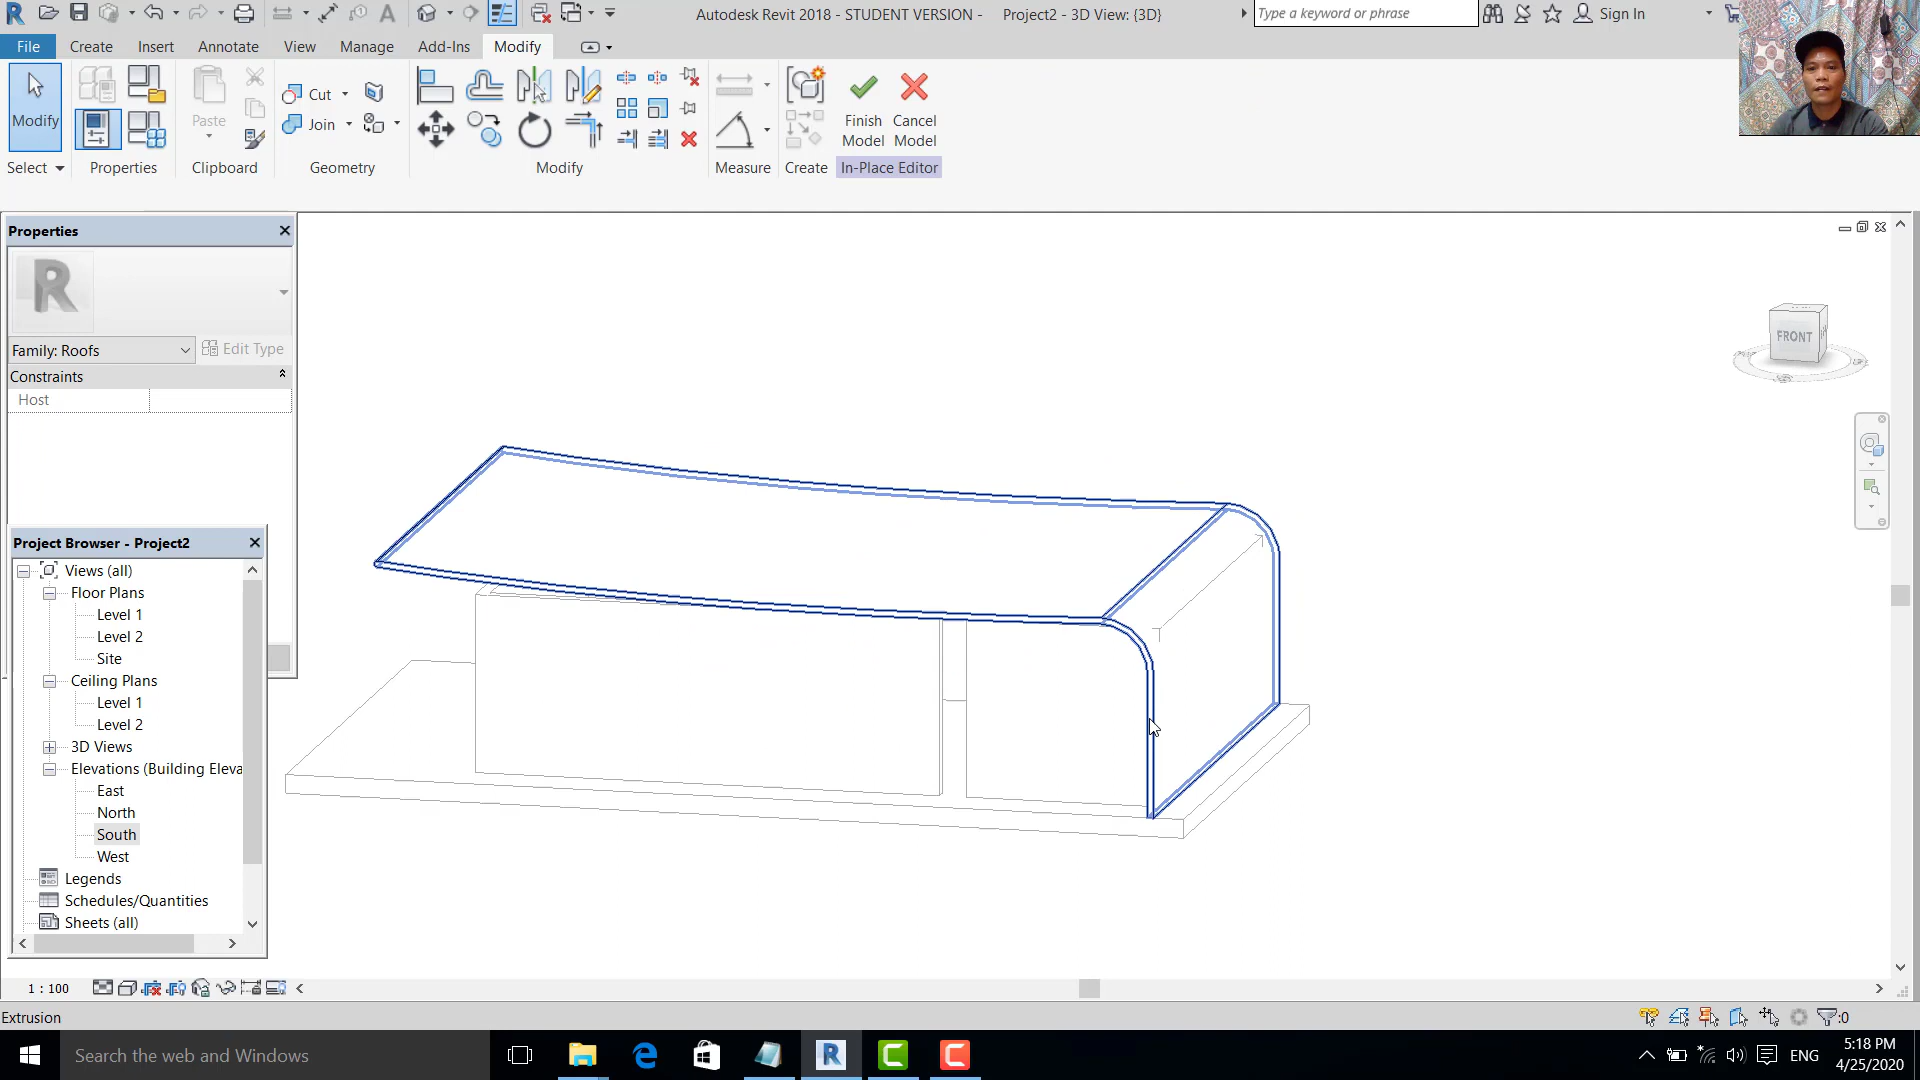 Autodesk Revit 2018 - STUDENT VERSION -    Project2 - 3D View: {3D}
Type a keyword or phrase
Sign In
File Create Insert Annotate View Manage Add-Ins Modify
Modify
Paste
Cut
Join
Finish Model
Cancel Model
Select Properties Clipboard Geometry Modify Measure Create In-Place Editor
Properties
Family: Roofs
Edit Type
Constraints
Host
FRONT
Project Browser - Project2
Views (all)
Floor Plans
Level 1
Level 2
Site
Ceiling Plans
Level 1
Level 2
3D Views
Elevations (Building Eleva
East
North
South
West
Legends
Schedules/Quantities
Sheets (all)
1 : 100
Extrusion
:0
Search the web and Windows
ENG
5:18 PM
4/25/2020